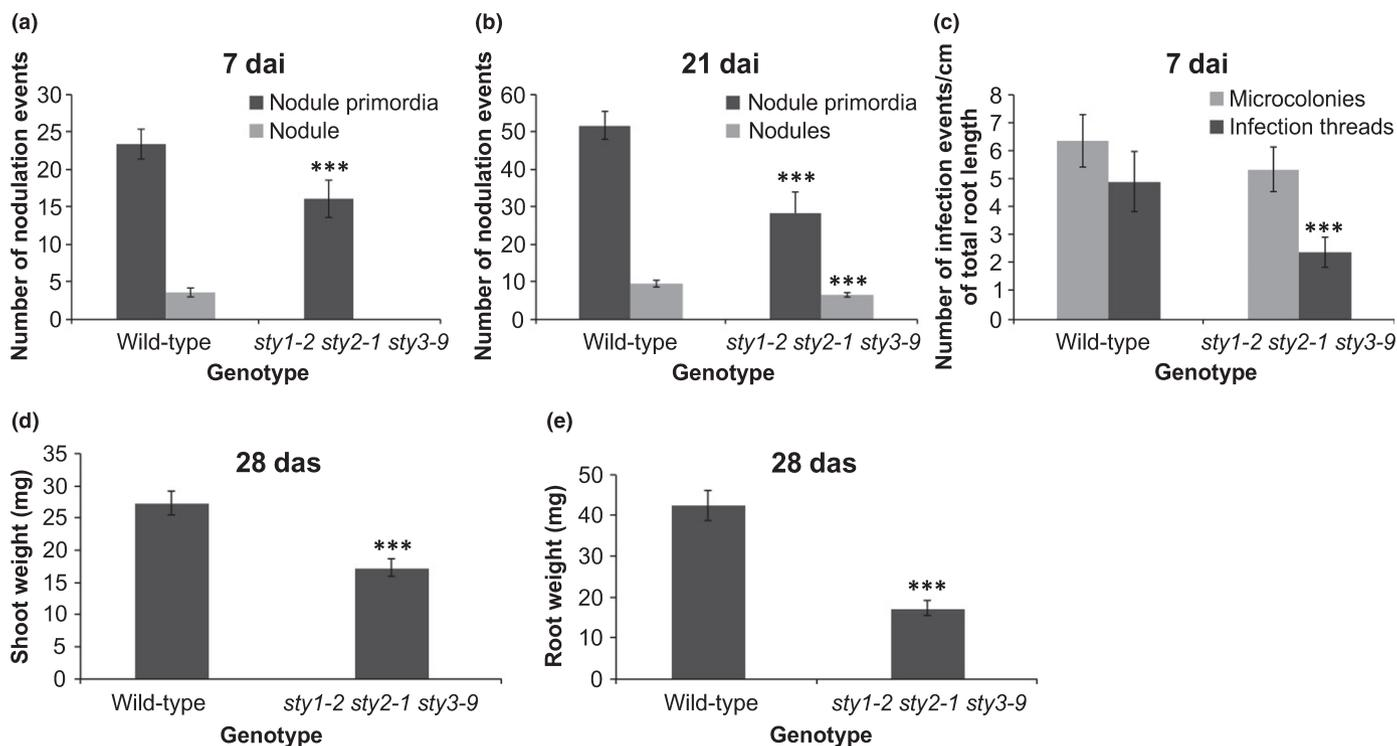 (a)
7 dai
Number of nodulation events
30
25
20
15
10
5
0
Nodule primordia
Nodule
***
Wild-type
sty1-2 sty2-1 sty3-9
Genotype
(b)
21 dai
Number of nodulation events
60
50
40
30
20
10
0
Nodule primordia
Nodules
***
***
Wild-type
sty1-2 sty2-1 sty3-9
Genotype
(c)
7 dai
Number of infection events/cm
of total root length
8
7
6
5
4
3
2
1
0
Microcolonies
Infection threads
***
Wild-type
sty1-2 sty2-1 sty3-9
Genotype
(d)
28 das
Shoot weight (mg)
35
30
25
20
15
10
5
0
***
Wild-type
sty1-2 sty2-1 sty3-9
Genotype
(e)
28 das
Root weight (mg)
50
40
30
20
10
0
***
Wild-type
sty1-2 sty2-1 sty3-9
Genotype